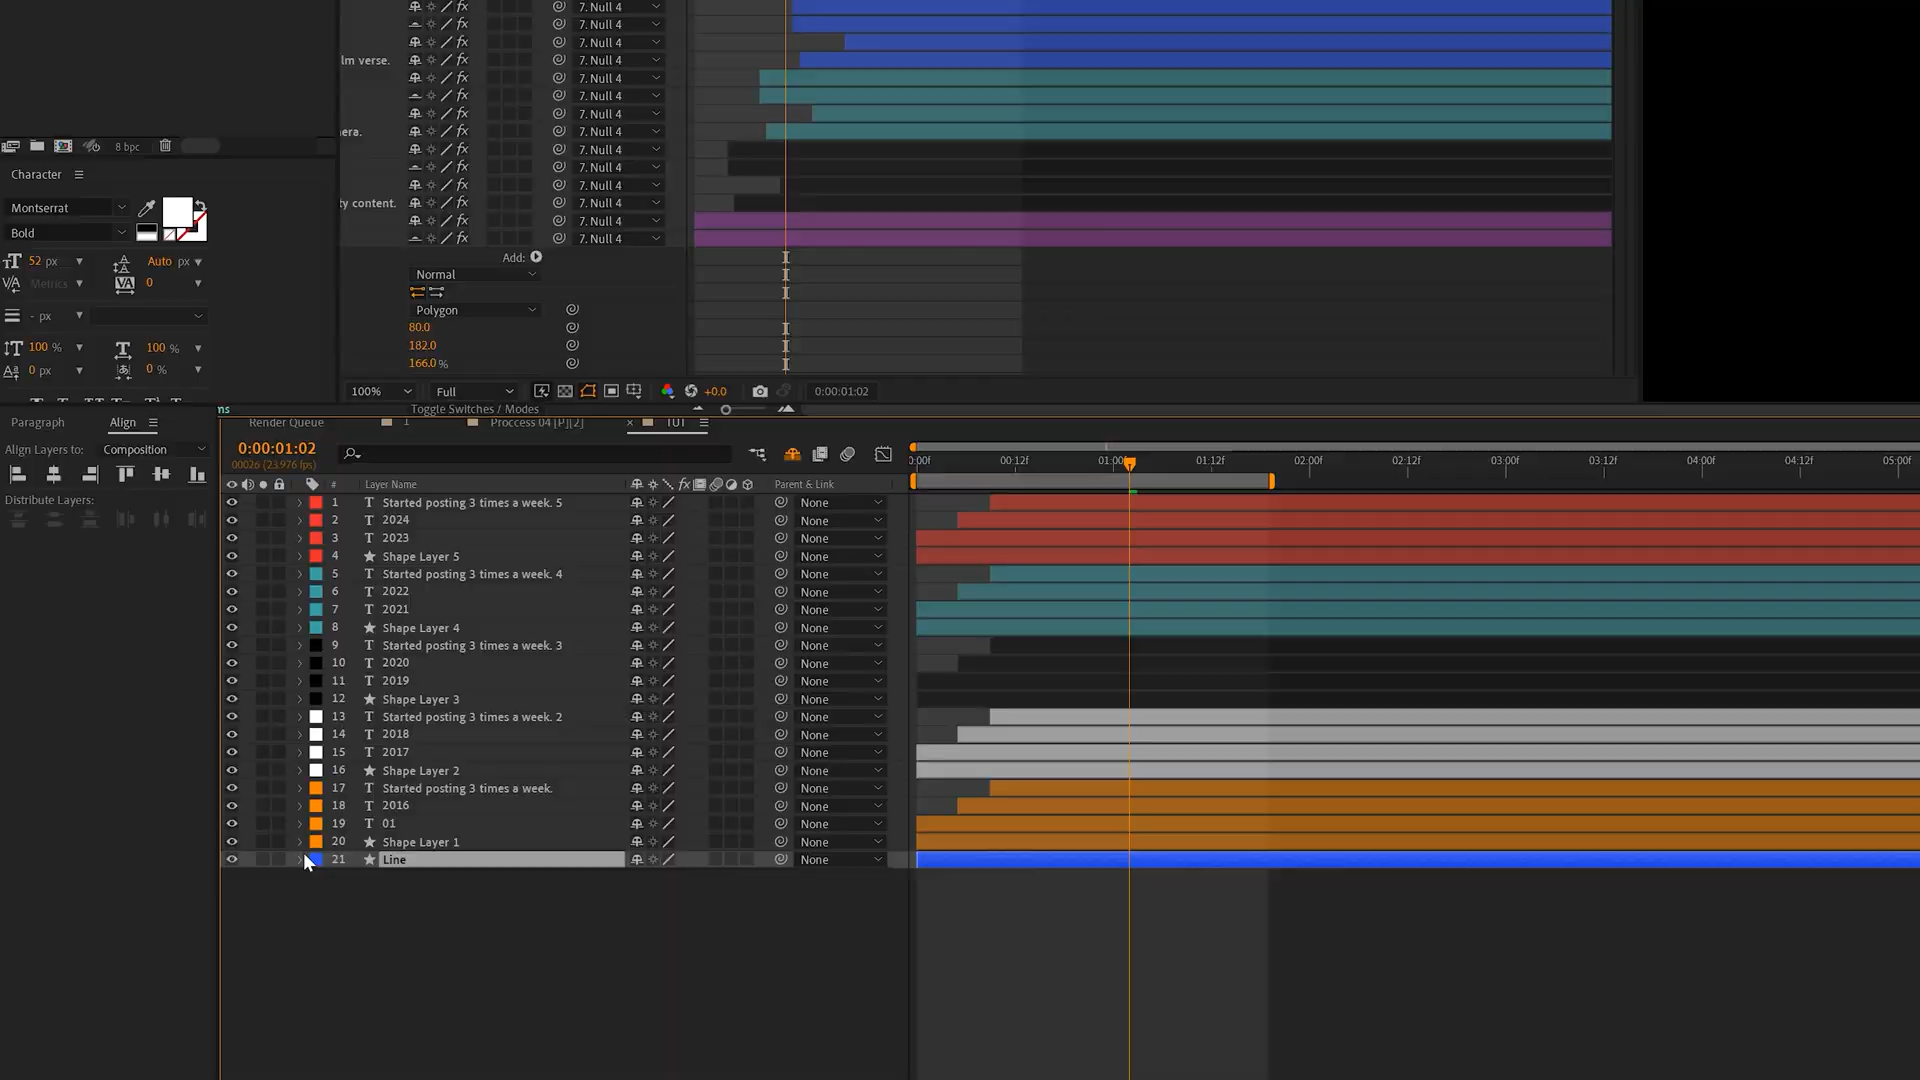 7. Null 4
7. Null 4
7. Null 4
lm verse. 7. Null 4
7. Null 4
7. Null 4
7. Null 4
era. 7. Null 4
7. Null 4
8 bpc
7. Null 4
Character
7. Null 4
Montserrat
ty content. 7. Null 4
Bold
7. Null 4
7. Null 4
52 px Auto px
Add:
Normal
Metrics 0
Polygon
- px
80.0
100 % 100 %
182.0
0 px 0 %
166.0 %
100% Full +0.0 0:00:01:02
ms Toggle Switches / Modes
Paragraph Align
Render Queue 1 Proccess 04 [P][2] × TUT
Align Layers to: Composition
0:00:01:02
00026 (23.976 fps)
0:00f 00:12f 01:00f 01:12f 02:00f 02:12f 03:00f 03:12f 04:00f 04:12f 05:00f
# Layer Name fx Parent & Link
Distribute Layers:
1 T Started posting 3 times a week. 5 None
2 T 2024 None
3 T 2023 None
4 Shape Layer 5 None
5 T Started posting 3 times a week. 4 None
6 T 2022 None
7 T 2021 None
8 Shape Layer 4 None
9 T Started posting 3 times a week. 3 None
10 T 2020 None
11 T 2019 None
12 Shape Layer 3 None
13 T Started posting 3 times a week. 2 None
14 T 2018 None
15 T 2017 None
16 Shape Layer 2 None
17 T Started posting 3 times a week. None
18 T 2016 None
19 T 01 None
20 Shape Layer 1 None
21 Line None